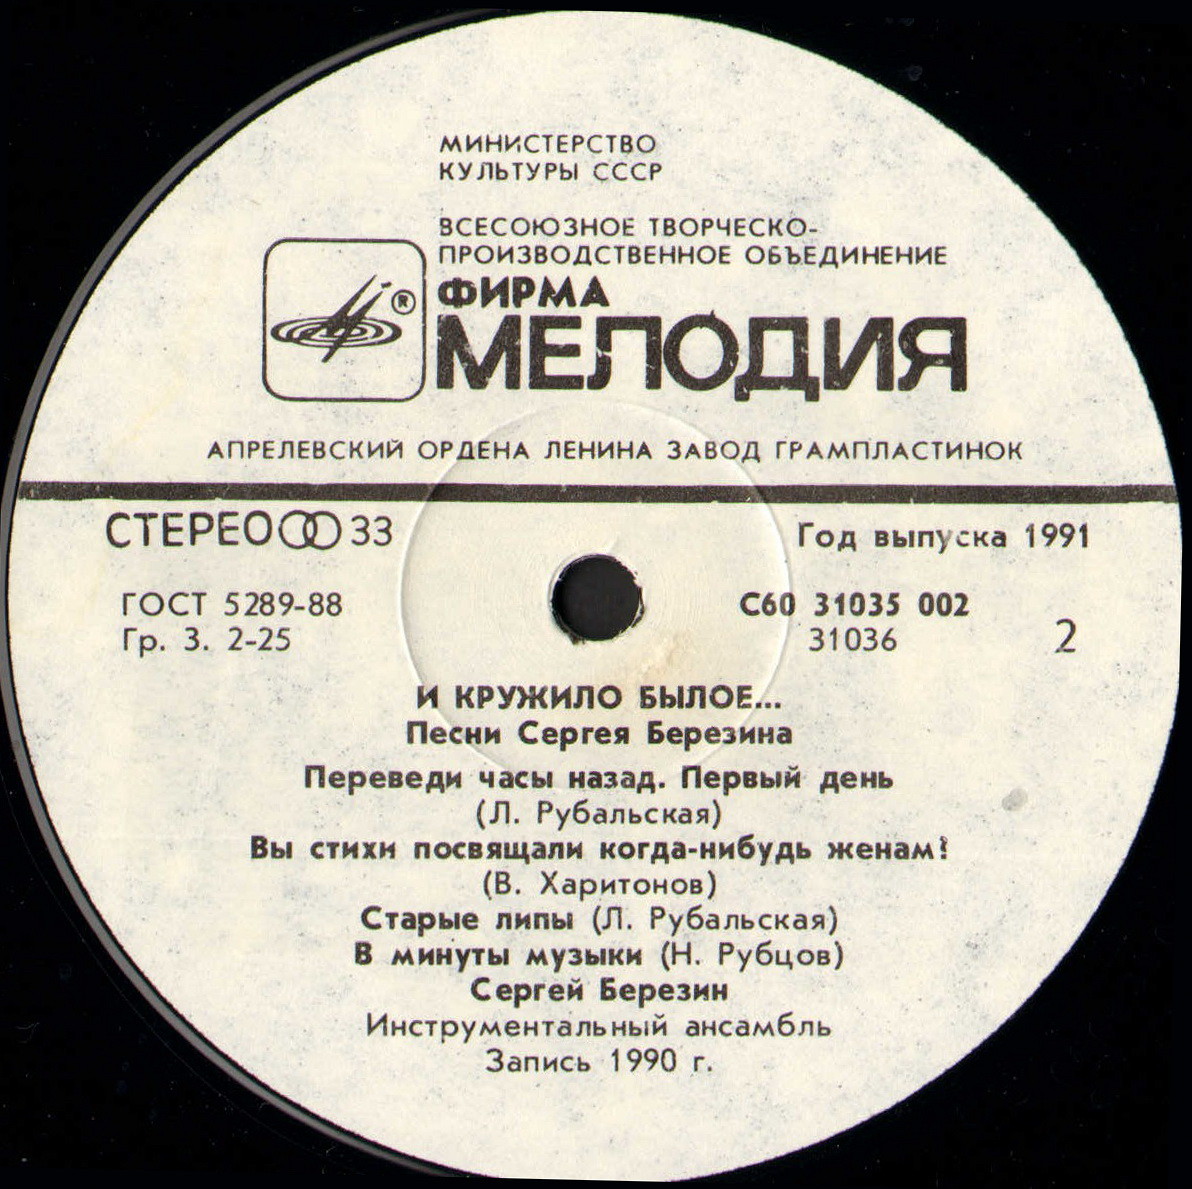 МИНИСТЕРСТВО
КУЛЬТУРЫ СССР
ВСЕСОЮЗНОЕ ТВОРЧЕСКО-
ПРОИЗВОДСТВЕННОЕ ОБЪЕДИНЕНИЕ
ФИРМА
®
МЕЛОДИЯ
АПРЕЛЕВСКИЙ ОРДЕНА ЛЕНИНА ЗАВОД ГРАМПЛАСТИНОК
СТЕРЕО 33
Год выпуска 1991
ГОСТ 5289-88
Гр. 3. 2-25
С60 31035 002
31036
2
И КРУЖИЛО БЫЛОЕ...
Песни Сергея Березина
Переведи часы назад. Первый день
(Л. Рубальская)
Вы стихи посвящали когда-нибудь женам?
(В. Харитонов)
Старые липы (Л. Рубальская)
В минуты музыки (Н. Рубцов)
Сергей Березин
Инструментальный ансамбль
Запись 1990 г.